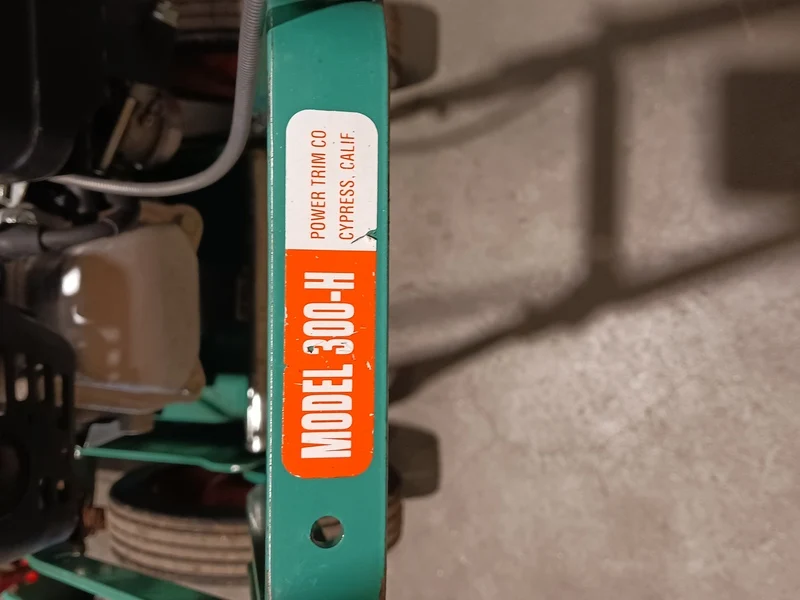 POWER TRIM CO.
CYPRESS, CALIF.
MODEL 300-H